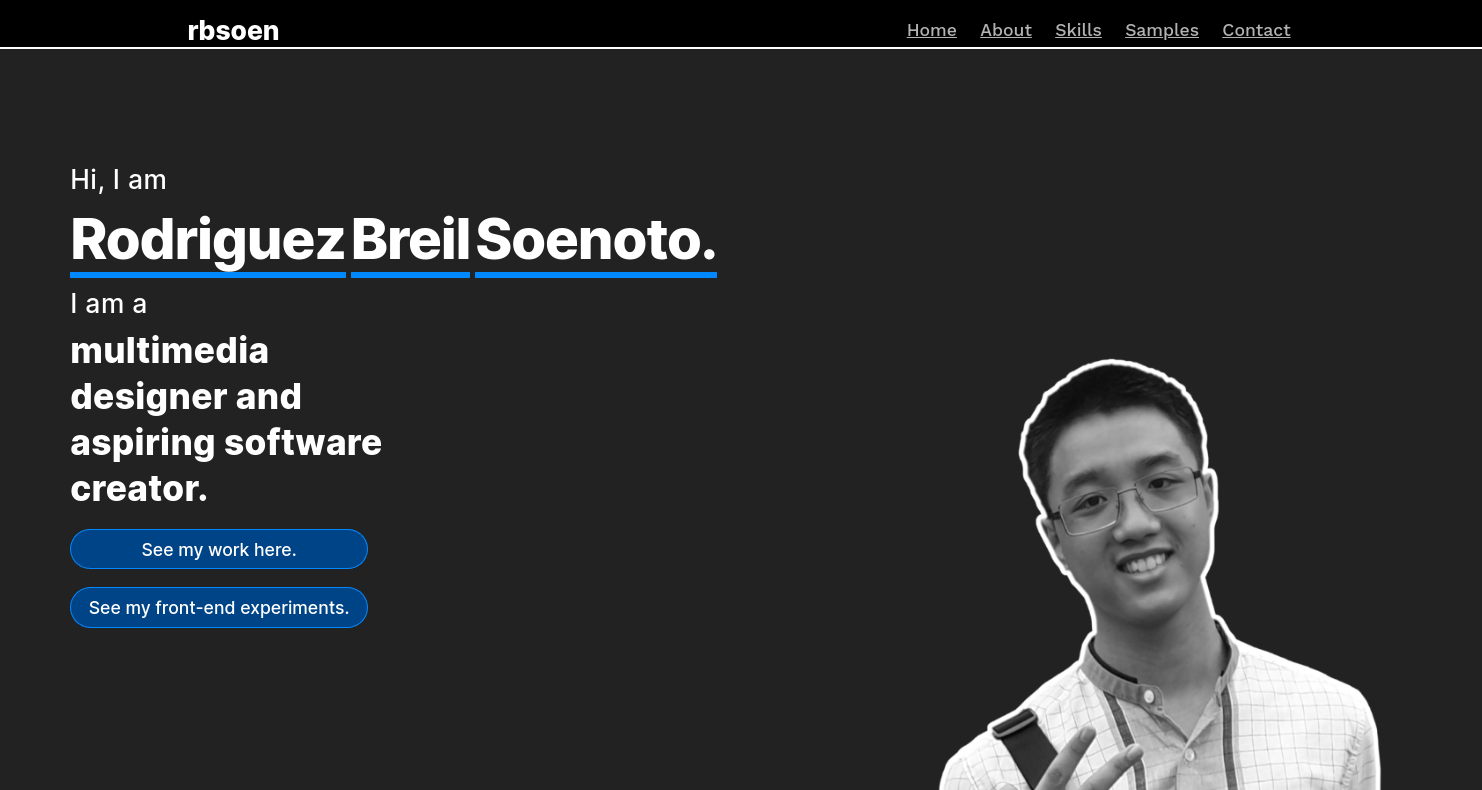 rbsoen
Home About Skills Samples Contact
Hi, I am
Rodriguez Breil Soenoto.
I am a
multimedia
designer and
aspiring software
creator.
See my work here.
See my front-end experiments.